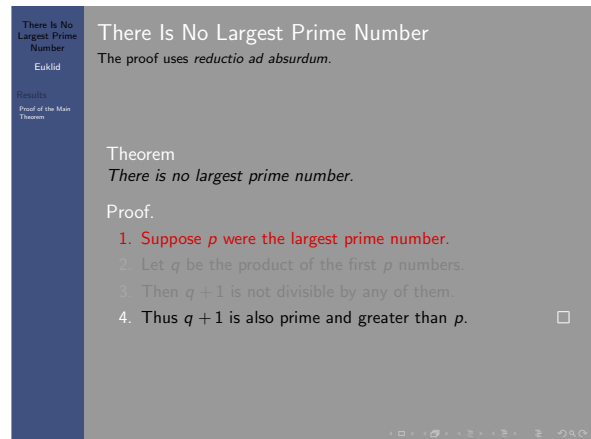 There Is No
Largest Prime
Number
Euklid
Results
Proof of the Main
Theorem
There Is No Largest Prime Number
The proof uses reductio ad absurdum.
Theorem
There is no largest prime number.
Proof.
1. Suppose p were the largest prime number.
2. Let q be the product of the first p numbers.
3. Then q + 1 is not divisible by any of them.
4. Thus q + 1 is also prime and greater than p. □